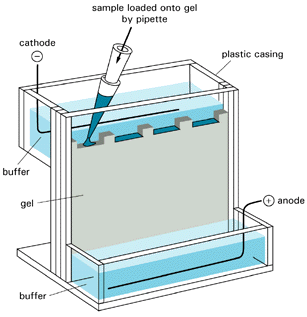 sample loaded onto gel
by pipette
cathode
−
plastic casing
buffer
gel
+ anode
buffer